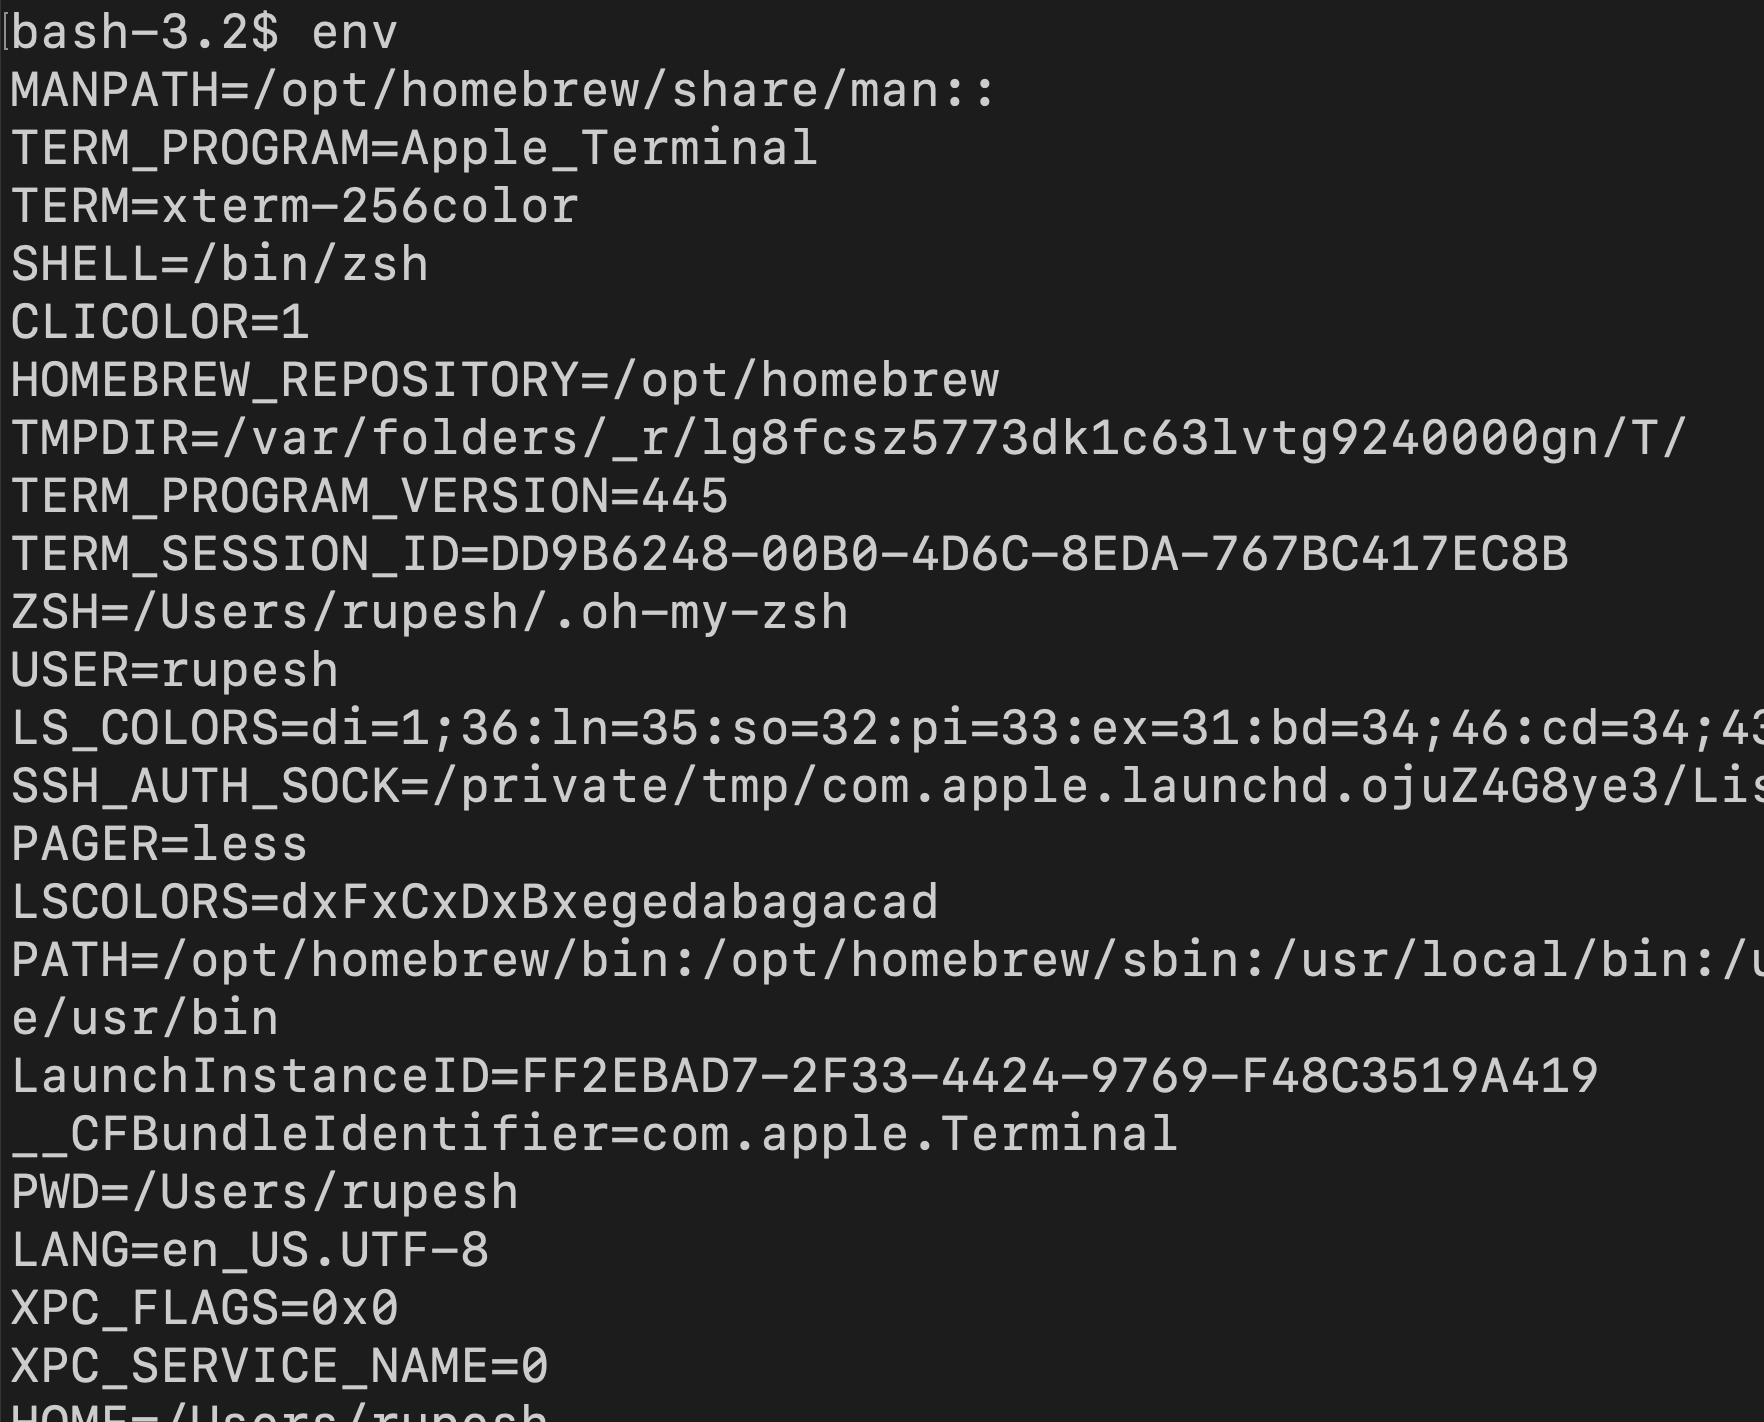 bash-3.2$ env
MANPATH=/opt/homebrew/share/man::
TERM_PROGRAM=Apple_Terminal
TERM=xterm-256color
SHELL=/bin/zsh
CLICOLOR=1
HOMEBREW_REPOSITORY=/opt/homebrew
TMPDIR=/var/folders/_r/lg8fcsz5773dk1c63lvtg9240000gn/T/
TERM_PROGRAM_VERSION=445
TERM_SESSION_ID=DD9B6248-00B0-4D6C-8EDA-767BC417EC8B
ZSH=/Users/rupesh/.oh-my-zsh
USER=rupesh
LS_COLORS=di=1;36:ln=35:so=32:pi=33:ex=31:bd=34;46:cd=34;43
SSH_AUTH_SOCK=/private/tmp/com.apple.launchd.ojuZ4G8ye3/Lis
PAGER=less
LSCOLORS=dxFxCxDxBxegedabagacad
PATH=/opt/homebrew/bin:/opt/homebrew/sbin:/usr/local/bin:/u
e/usr/bin
LaunchInstanceID=FF2EBAD7-2F33-4424-9769-F48C3519A419
__CFBundleIdentifier=com.apple.Terminal
PWD=/Users/rupesh
LANG=en_US.UTF-8
XPC_FLAGS=0x0
XPC_SERVICE_NAME=0
HOME=/Users/rupesh